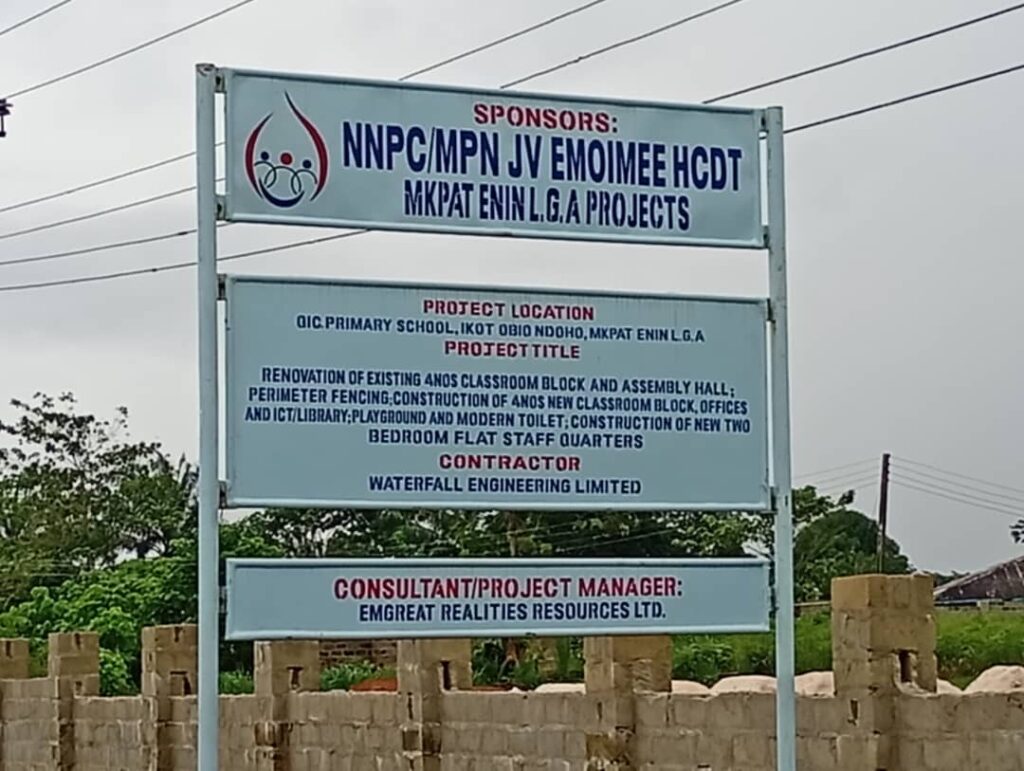 SPONSORS:
NNPC/MPN JV EMOIMEE HCDT
MKPAT ENIN L.G.A PROJECTS
PROJECT LOCATION
QIC.PRIMARY SCHOOL, IKOT OBIO NDOHO, MKPAT ENIN L.G.A
PROJECT TITLE
RENOVATION OF EXISTING 4NOS CLASSROOM BLOCK AND ASSEMBLY HALL;
PERIMETER FENCING;CONSTRUCTION OF 4NOS NEW CLASSROOM BLOCK, OFFICES
AND ICT/LIBRARY;PLAYGROUND AND MODERN TOILET; CONSTRUCTION OF NEW TWO
BEDROOM FLAT STAFF QUARTERS
CONTRACTOR
WATERFALL ENGINEERING LIMITED
CONSULTANT/PROJECT MANAGER:
EMGREAT REALITIES RESOURCES LTD.